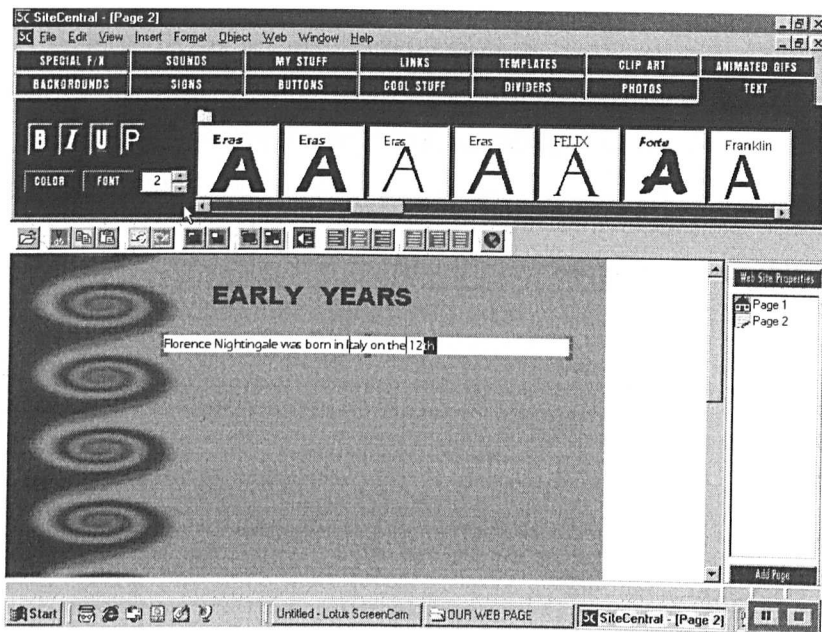 SC SiteCentral - [Page 2]
SC File Edit View Insert Format Object Web Window Help
SPECIAL F/X SOUNDS MY STUFF LINKS TEMPLATES CLIP ART ANIMATED GIFS
BACKGROUNDS SIGNS BUTTONS COOL STUFF DIVIDERS PHOTOS TEXT
B I U P
COLOR FONT 2
Eras Eras Eras Eras FELIX Forte Franklin
A A A A A A A
EARLY YEARS
Florence Nightingale was born in Italy on the 12th
Web Site Properties
Page 1
Page 2
Add Page
Start Untitled - Lotus ScreenCam OUR WEB PAGE SC SiteCentral - [Page 2]